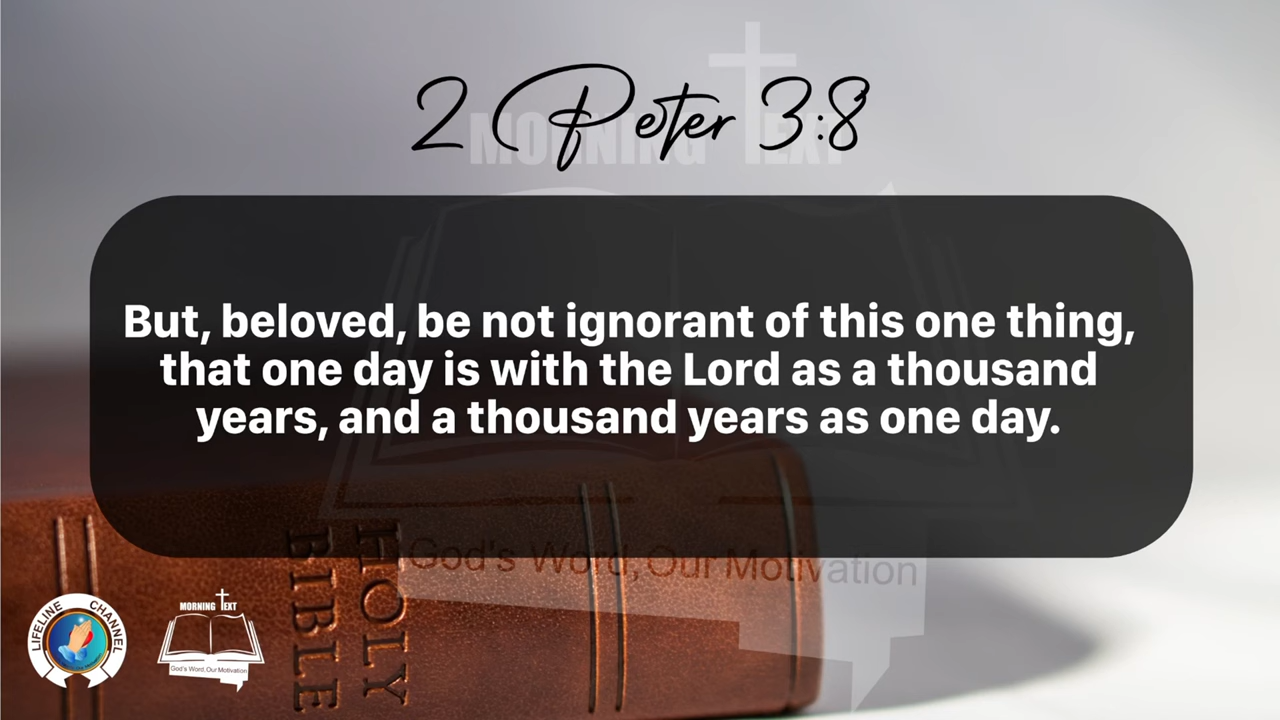 2 Peter 3:8
MORNING TEXT
But, beloved, be not ignorant of this one thing,
that one day is with the Lord as a thousand
years, and a thousand years as one day.
God's Word, Our Motivation
HOLY
BIBLE
LIFELINE CHANNEL
MORNING TEXT
God's Word, Our Motivation